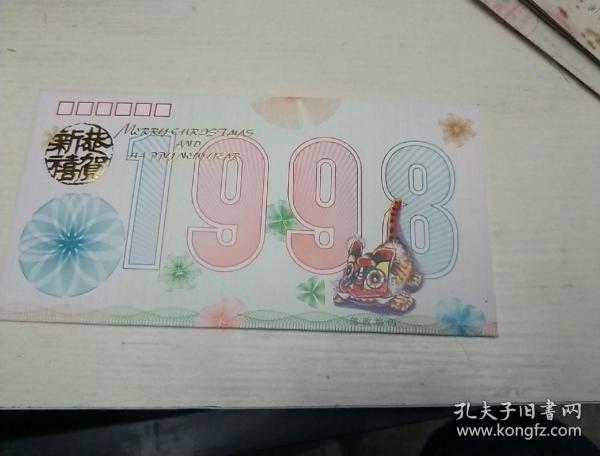 恭贺新禧
MERRY CHRISTMAS
AND
HAPPY NEW YEAR
1998
孔夫子旧书网
www.kongfz.com